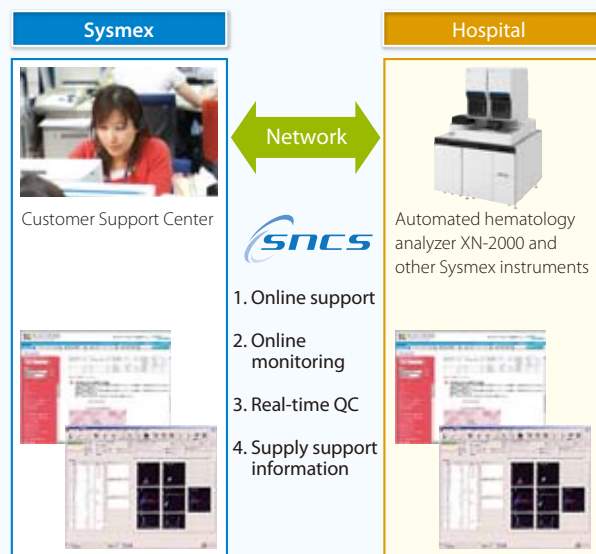 Sysmex
Hospital
Network
Customer Support Center
SNCS
1. Online support
2. Online
monitoring
3. Real-time QC
4. Supply support
information
Automated hematology
analyzer XN-2000 and
other Sysmex instruments